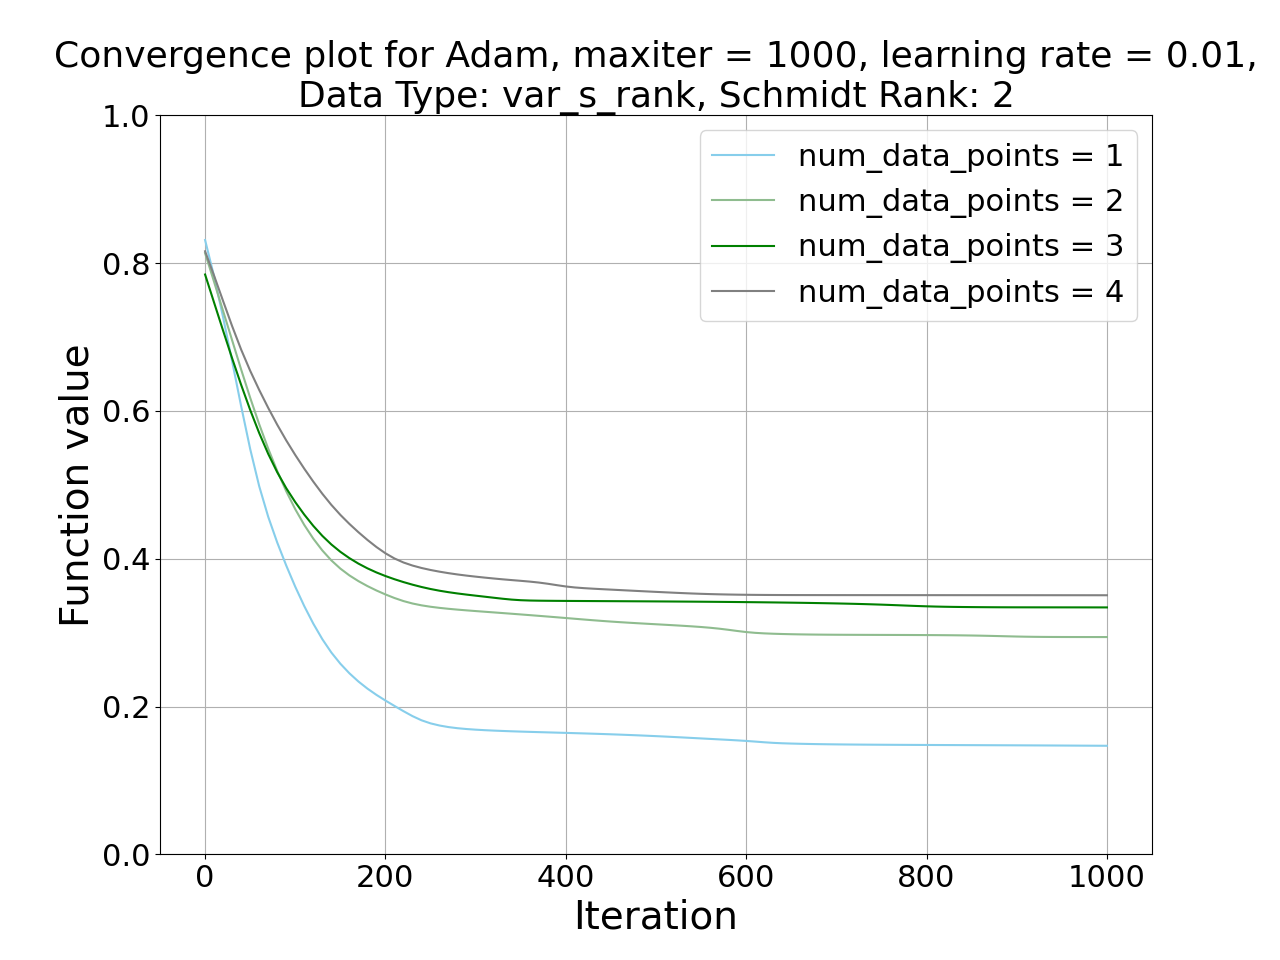 Convergence plot for Adam, maxiter = 1000, learning rate = 0.01,
Data Type: var_s_rank, Schmidt Rank: 2
1.0
0.8
0.6
0.4
0.2
0.0
Function value
num_data_points = 1
num_data_points = 2
num_data_points = 3
num_data_points = 4
0 200 400 600 800 1000
Iteration